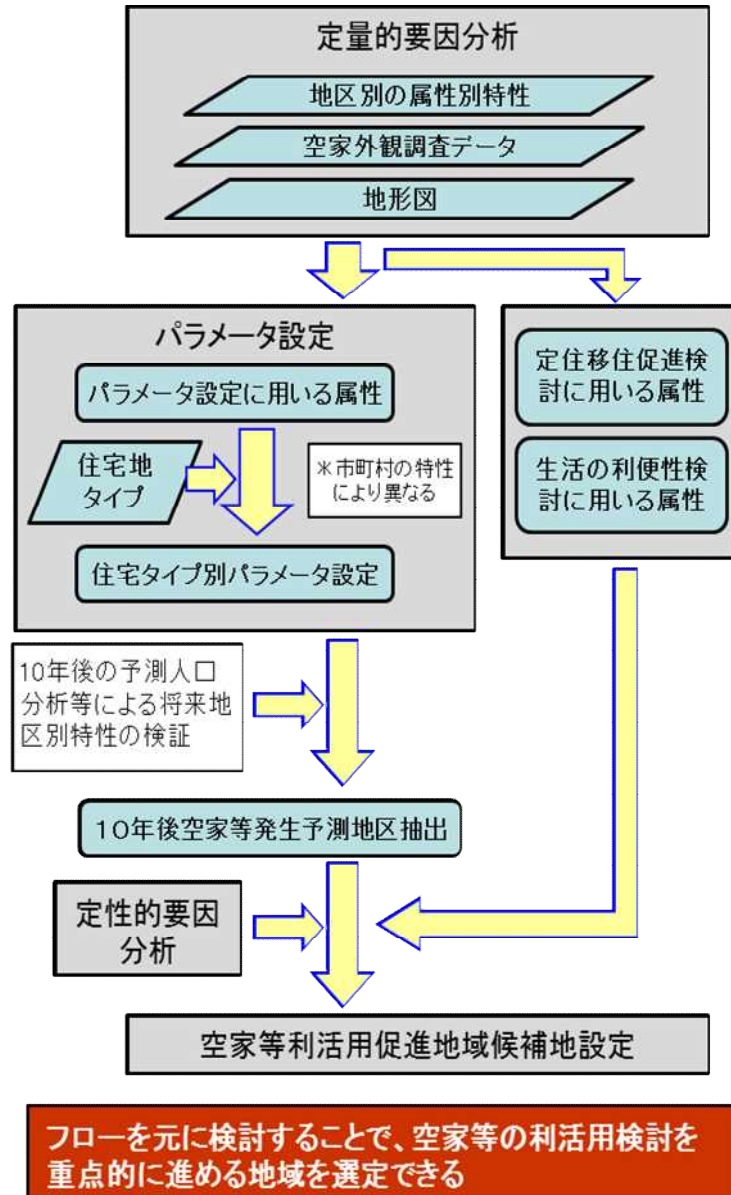 定量的要因分析
地区別の属性別特性
空家外観調査データ
地形図
パラメータ設定
パラメータ設定に用いる属性
住宅地
タイプ
＊市町村の特性
により異なる
住宅タイプ別パラメータ設定
定住移住促進検
討に用いる属性
生活の利便性検
討に用いる属性
10年後の予測人口
分析等による将来地
区別特性の検証
１０年後空家等発生予測地区抽出
定性的要因
分析
空家等利活用促進地域候補地設定
フローを元に検討することで、空家等の利活用検討を
重点的に進める地域を選定できる